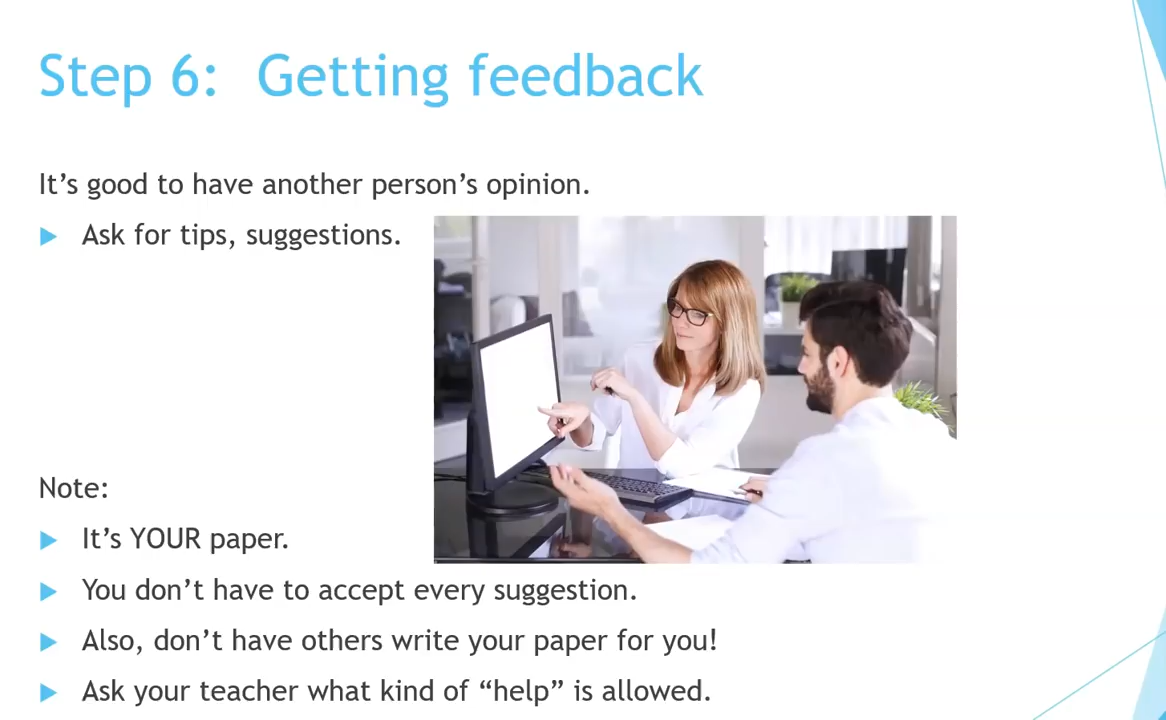 Step 6: Getting feedback
It’s good to have another person’s opinion.
Ask for tips, suggestions.
Note:
It’s YOUR paper.
You don’t have to accept every suggestion.
Also, don’t have others write your paper for you!
Ask your teacher what kind of “help” is allowed.